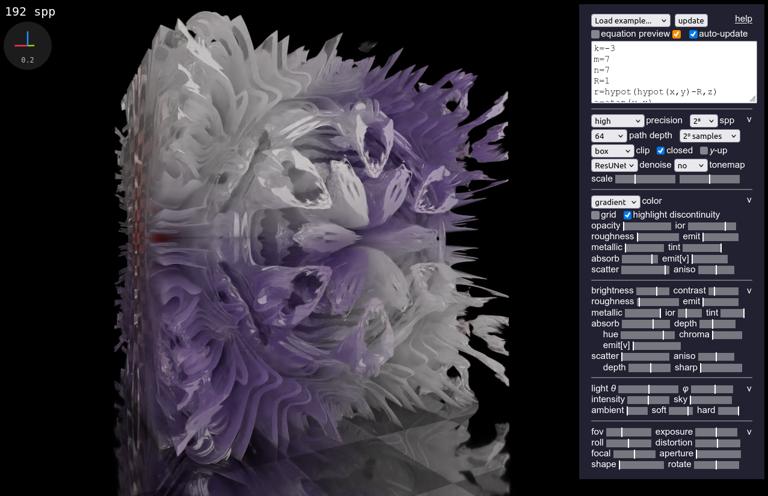 192 spp
0.2
Load example... update help
equation preview auto-update
k=-3
m=7
n=7
R=1
r=hypot(hypot(x,y)-R,z)
high precision 2ˣ spp v
64 path depth samples
box clip closed y-up
ResUNet denoise no tonemap
scale
gradient color v
grid highlight discontinuity
opacity ior
roughness emit
metallic tint
absorb emit[v]
scatter aniso
brightness contrast v
roughness emit
metallic ior tint
absorb depth
hue chroma
emit[v]
scatter aniso
depth sharp
light θ φ v
intensity sky
ambient soft hard
fov exposure v
roll distortion
focal aperture
shape rotate